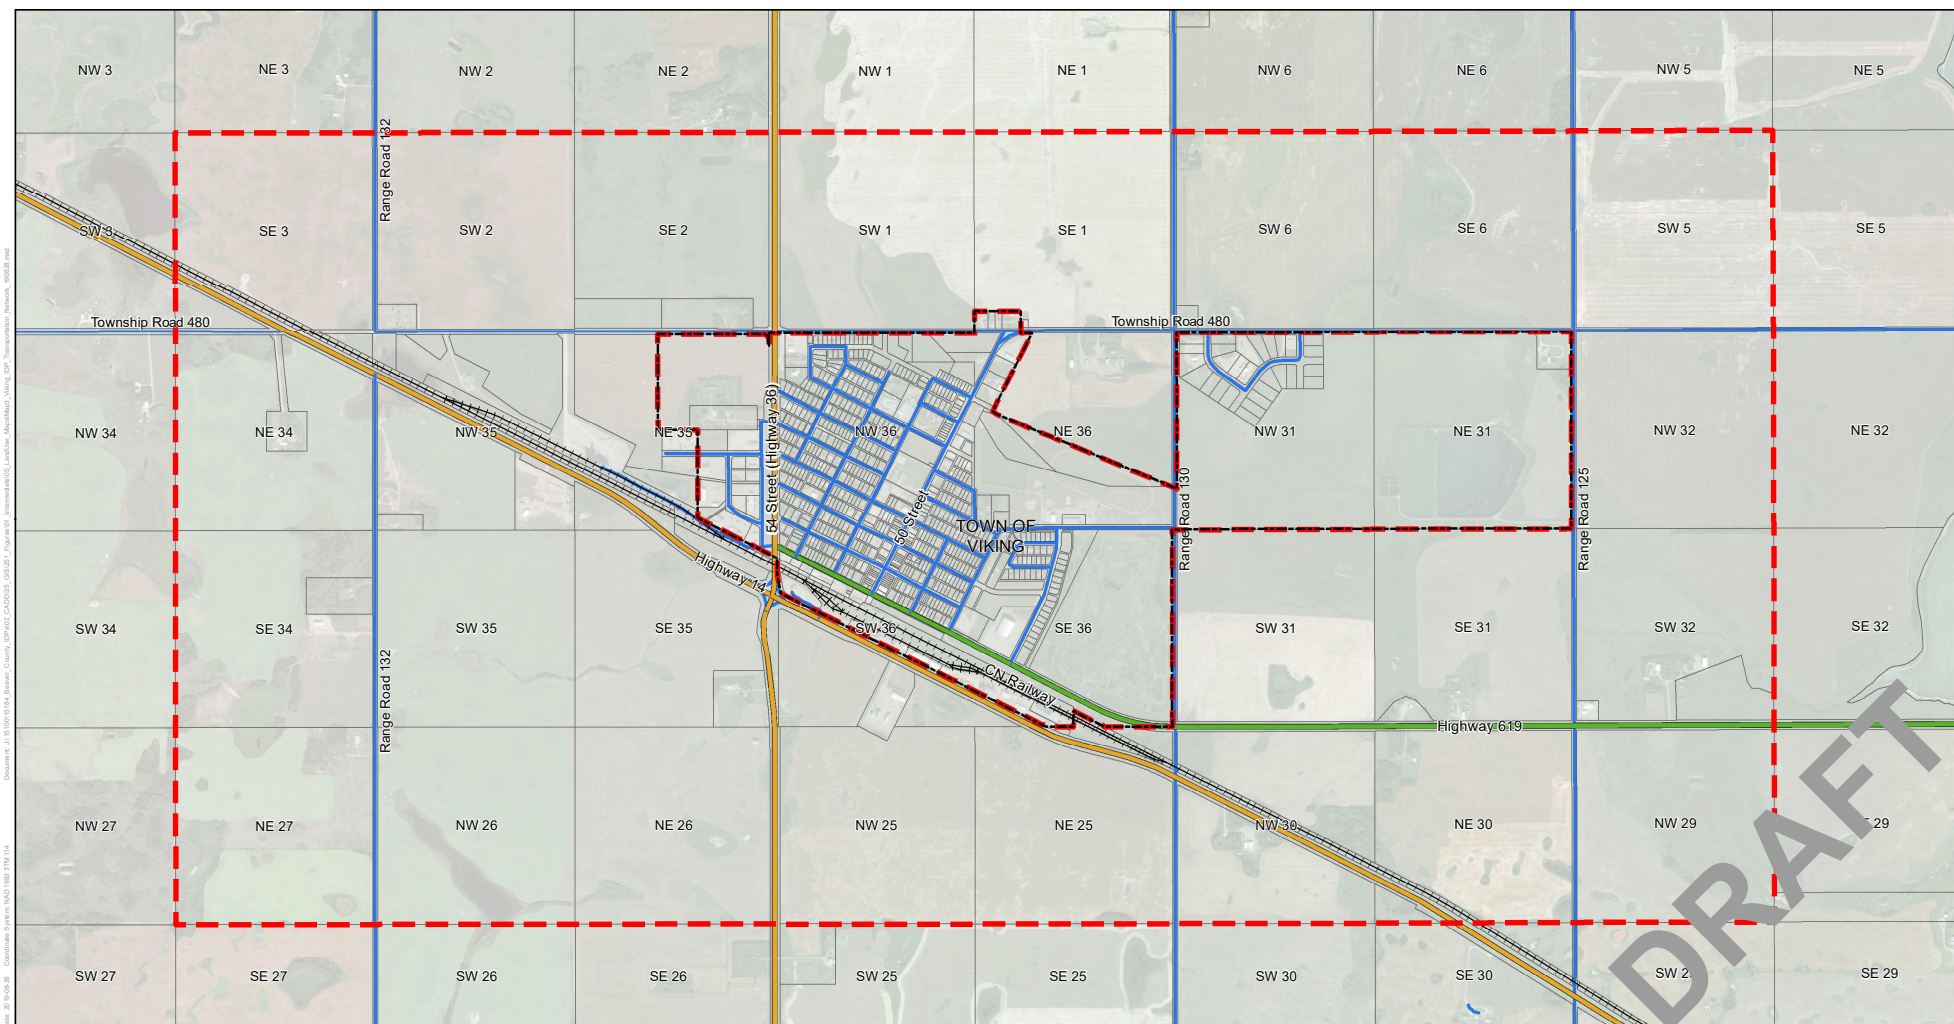 NW 3
NE 3
NW 2
NE 2
NW 1
NE 1
NW 6
NE 6
NW 5
NE 5
Range Road 132
SW 3
SE 3
SW 2
SE 2
SW 1
SE 1
SW 6
SE 6
SW 5
SE 5
Township Road 480
Township Road 480
NW 34
NE 34
NW 35
NE 35
54 Street (Highway 36)
NW 36
NE 36
NW 31
NE 31
NW 32
NE 32
50 Street
TOWN OF
VIKING
Range Road 130
Range Road 125
Highway 14
SW 34
SE 34
SW 35
SE 35
SW 36
SE 36
SW 31
SE 31
SW 32
SE 32
Range Road 132
CN Railway
Highway 619
NW 27
NE 27
NW 26
NE 26
NW 25
NE 25
NW 30
NE 30
NW 29
29
SW 27
SE 27
SW 26
SE 26
SW 25
SE 25
SW 30
SE 30
SW 2
SE 29
DRAFT